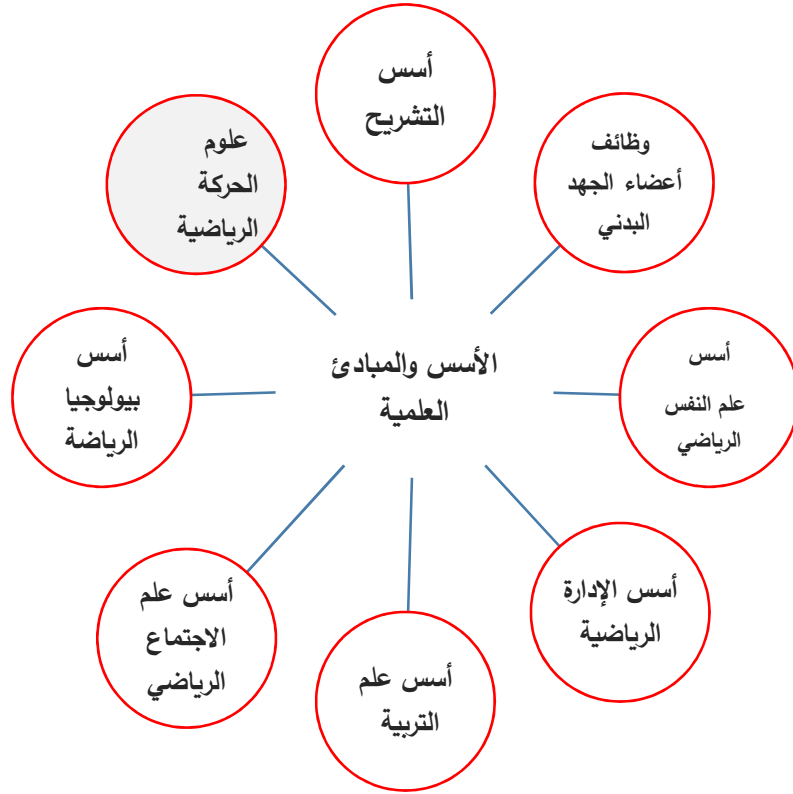 أسس
التشريح
وظائف
أعضاء الجهد
البدني
أسس
علم النفس
الرياضي
أسس الإدارة
الرياضية
أسس علم
التربية
أسس علم
الاجتماع
الرياضي
أسس
بيولوجيا
الرياضة
علوم
الحركة
الرياضية
الأسس والمبادئ
العلمية